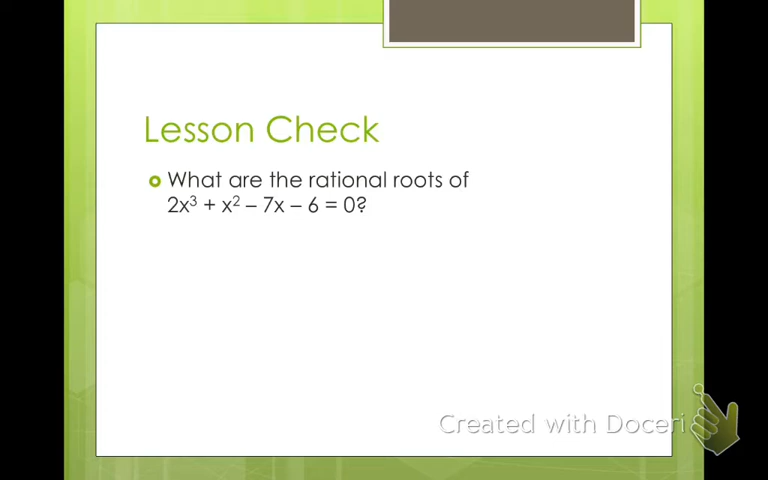 Lesson Check
What are the rational roots of
2x³ + x² – 7x – 6 = 0?
Created with Doceri